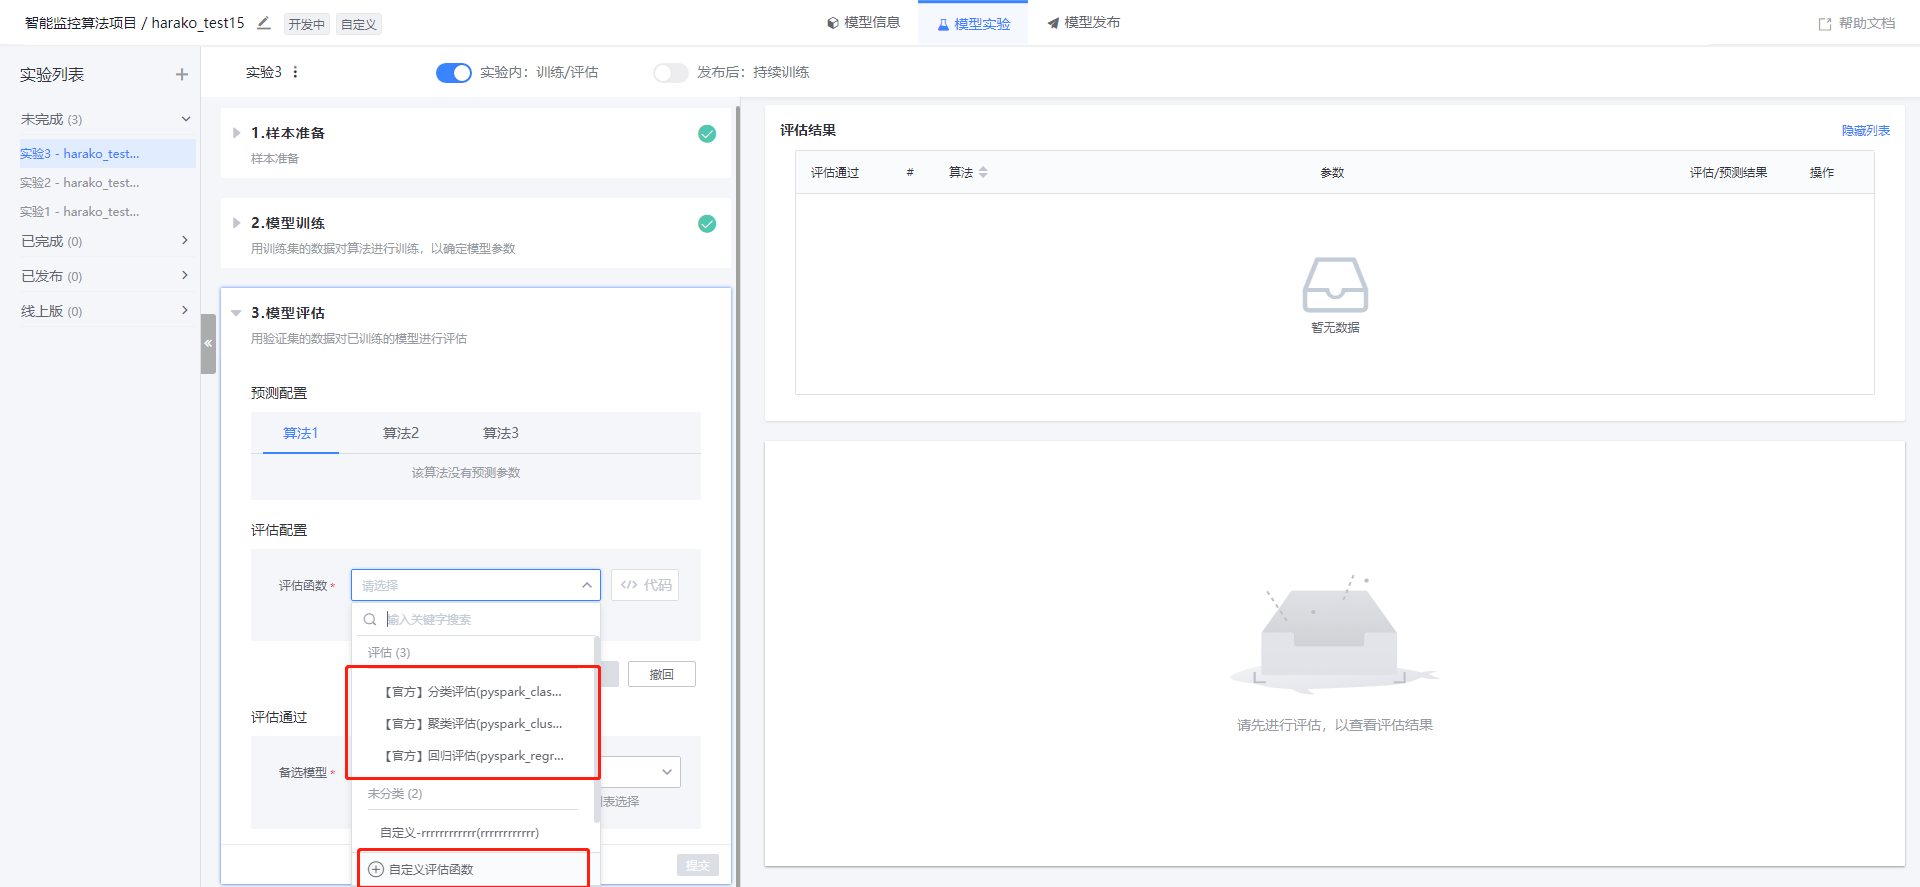 智能监控算法项目 / harako_test15
开发中
自定义
模型信息
模型实验
模型发布
帮助文档
实验列表
未完成 (3)
实验3 - harako_test...
实验2 - harako_test...
实验1 - harako_test...
已完成 (0)
已发布 (0)
线上版 (0)
实验3
实验内：训练/评估
发布后：持续训练
1.样本准备
样本准备
2.模型训练
用训练集的数据对算法进行训练，以确定模型参数
3.模型评估
用验证集的数据对已训练的模型进行评估
预测配置
算法1
算法2
算法3
该算法没有预测参数
评估配置
评估函数 *
请选择
</> 代码
输入关键字搜索
评估 (3)
【官方】分类评估(pyspark_clas...
【官方】聚类评估(pyspark_clus...
【官方】回归评估(pyspark_regr...
未分类 (2)
自定义-rrrrrrrrrrrr(rrrrrrrrrrrr)
自定义评估函数
撤回
评估通过
备选模型 *
表选择
提交
评估结果
隐藏列表
评估通过
#
算法
参数
评估/预测结果
操作
暂无数据
请先进行评估，以查看评估结果